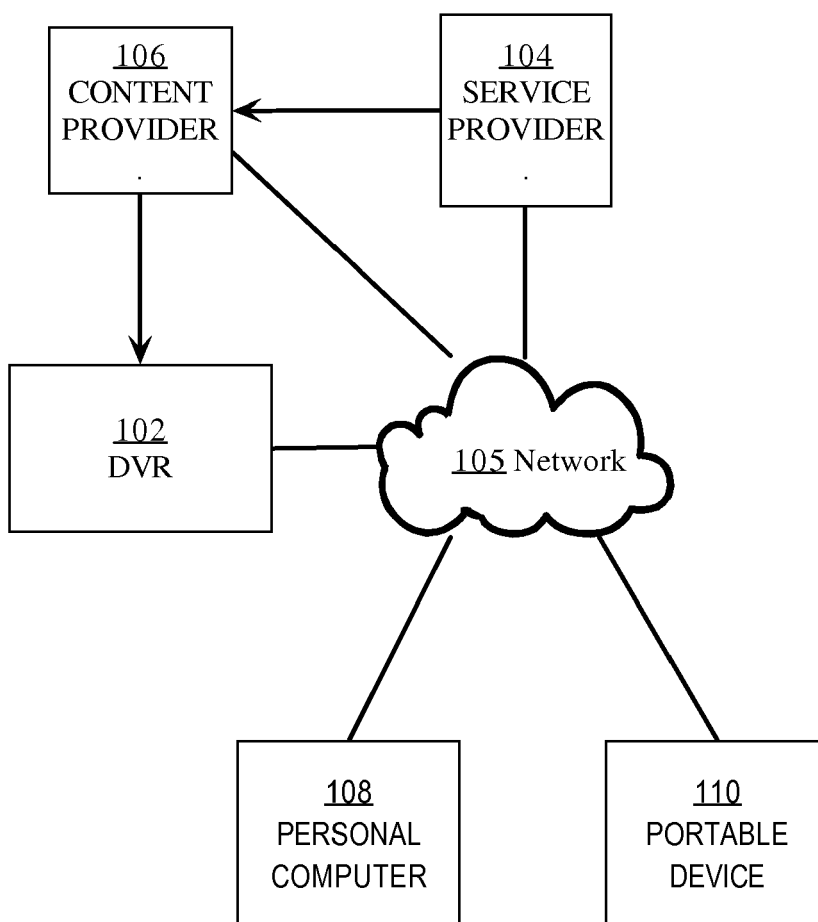 106
CONTENT
PROVIDER
.
104
SERVICE
PROVIDER
.
102
DVR
105 Network
108
PERSONAL
COMPUTER
110
PORTABLE
DEVICE